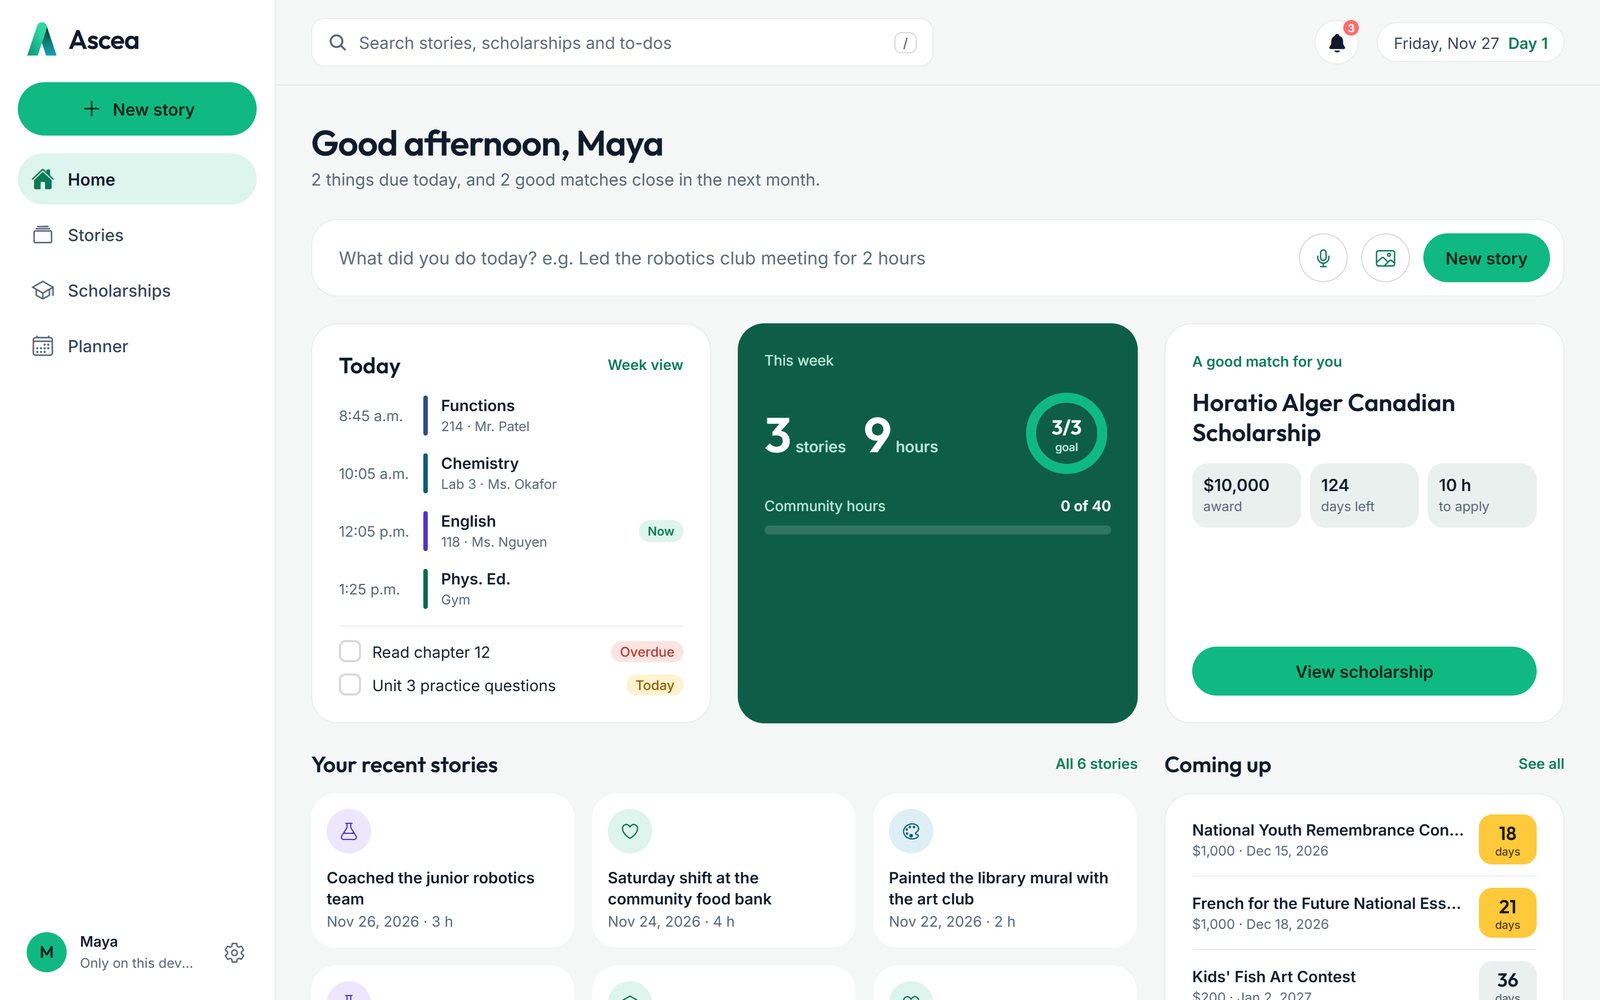 Ascea
Search stories, scholarships and to-dos
/
3
Friday, Nov 27 Day 1
New story
Home
Stories
Scholarships
Planner
Good afternoon, Maya
2 things due today, and 2 good matches close in the next month.
What did you do today? e.g. Led the robotics club meeting for 2 hours
New story
Today
Week view
8:45 a.m.
Functions
214 · Mr. Patel
10:05 a.m.
Chemistry
Lab 3 · Ms. Okafor
12:05 p.m.
English
118 · Ms. Nguyen
Now
1:25 p.m.
Phys. Ed.
Gym
Read chapter 12
Overdue
Unit 3 practice questions
Today
This week
3 stories 9 hours
3/3
goal
Community hours
0 of 40
A good match for you
Horatio Alger Canadian
Scholarship
$10,000
award
124
days left
10 h
to apply
View scholarship
Your recent stories
All 6 stories
Coached the junior robotics
team
Nov 26, 2026 · 3 h
Saturday shift at the
community food bank
Nov 24, 2026 · 4 h
Painted the library mural with
the art club
Nov 22, 2026 · 2 h
Coming up
See all
National Youth Remembrance Con...
$1,000 · Dec 15, 2026
18
days
French for the Future National Ess...
$1,000 · Dec 18, 2026
21
days
Kids' Fish Art Contest
$200 · Jan 2, 2027
36
days
M
Maya
Only on this dev...